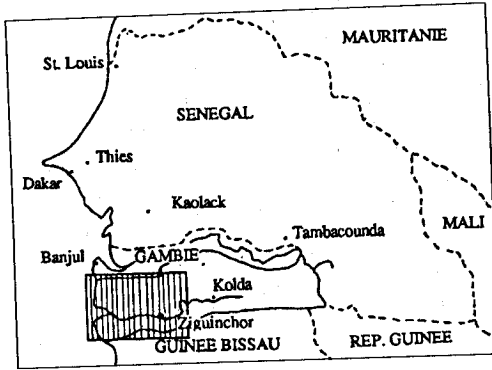 MAURITANIE
St. Louis
SENEGAL
Thies
Dakar
Kaolack
MALI
Tambacounda
Banjul
GAMBIE
Kolda
Ziguinchor
GUINEE BISSAU
REP. GUINEE